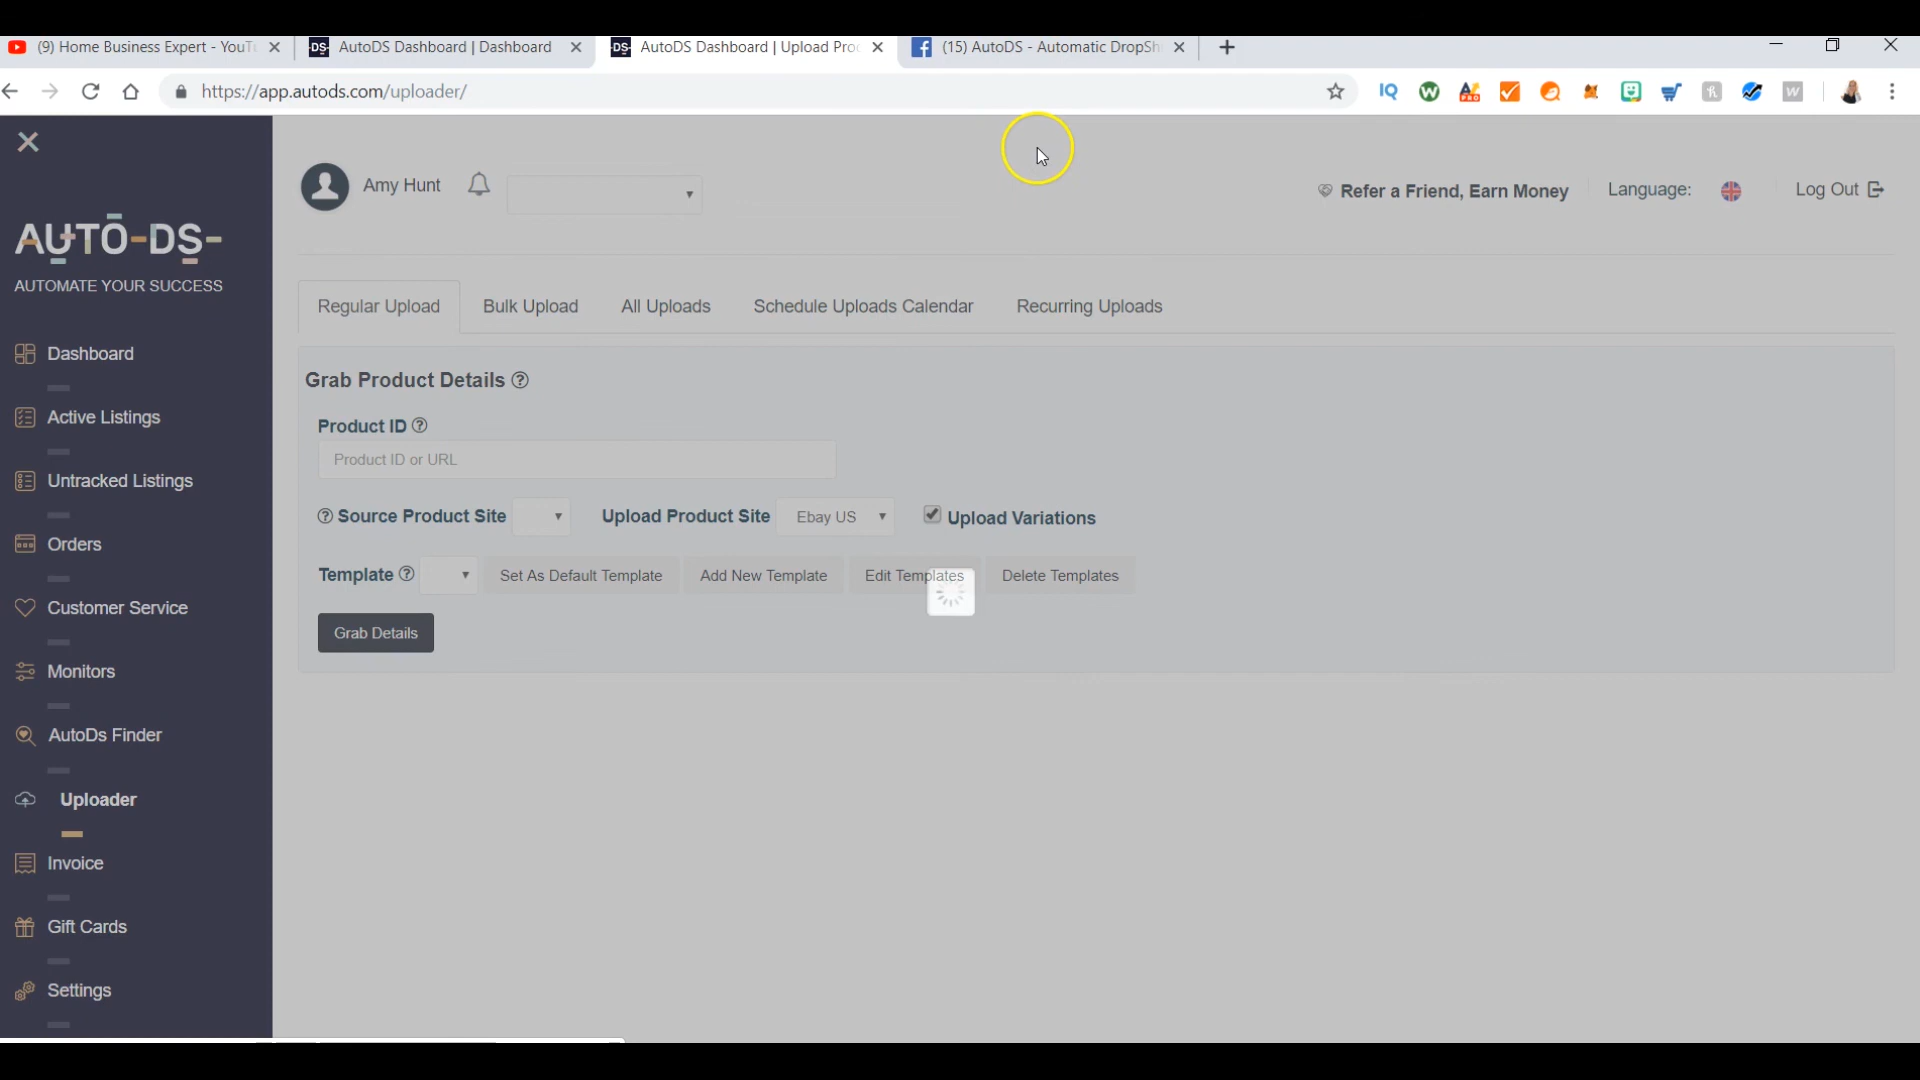 (9) Home Business Expert - YouT
AutoDS Dashboard | Dashboard
AutoDS Dashboard | Upload Pro
(15) AutoDS - Automatic DropSh
https://app.autods.com/uploader/
Amy Hunt
Refer a Friend, Earn Money
Language:
Log Out
AUTO-DS-
AUTOMATE YOUR SUCCESS
Dashboard
Active Listings
Untracked Listings
Orders
Customer Service
Monitors
AutoDs Finder
Uploader
Invoice
Gift Cards
Settings
Regular Upload
Bulk Upload
All Uploads
Schedule Uploads Calendar
Recurring Uploads
Grab Product Details
Product ID
Product ID or URL
Source Product Site
Upload Product Site
Ebay US
Upload Variations
Template
Set As Default Template
Add New Template
Edit Templates
Delete Templates
Grab Details